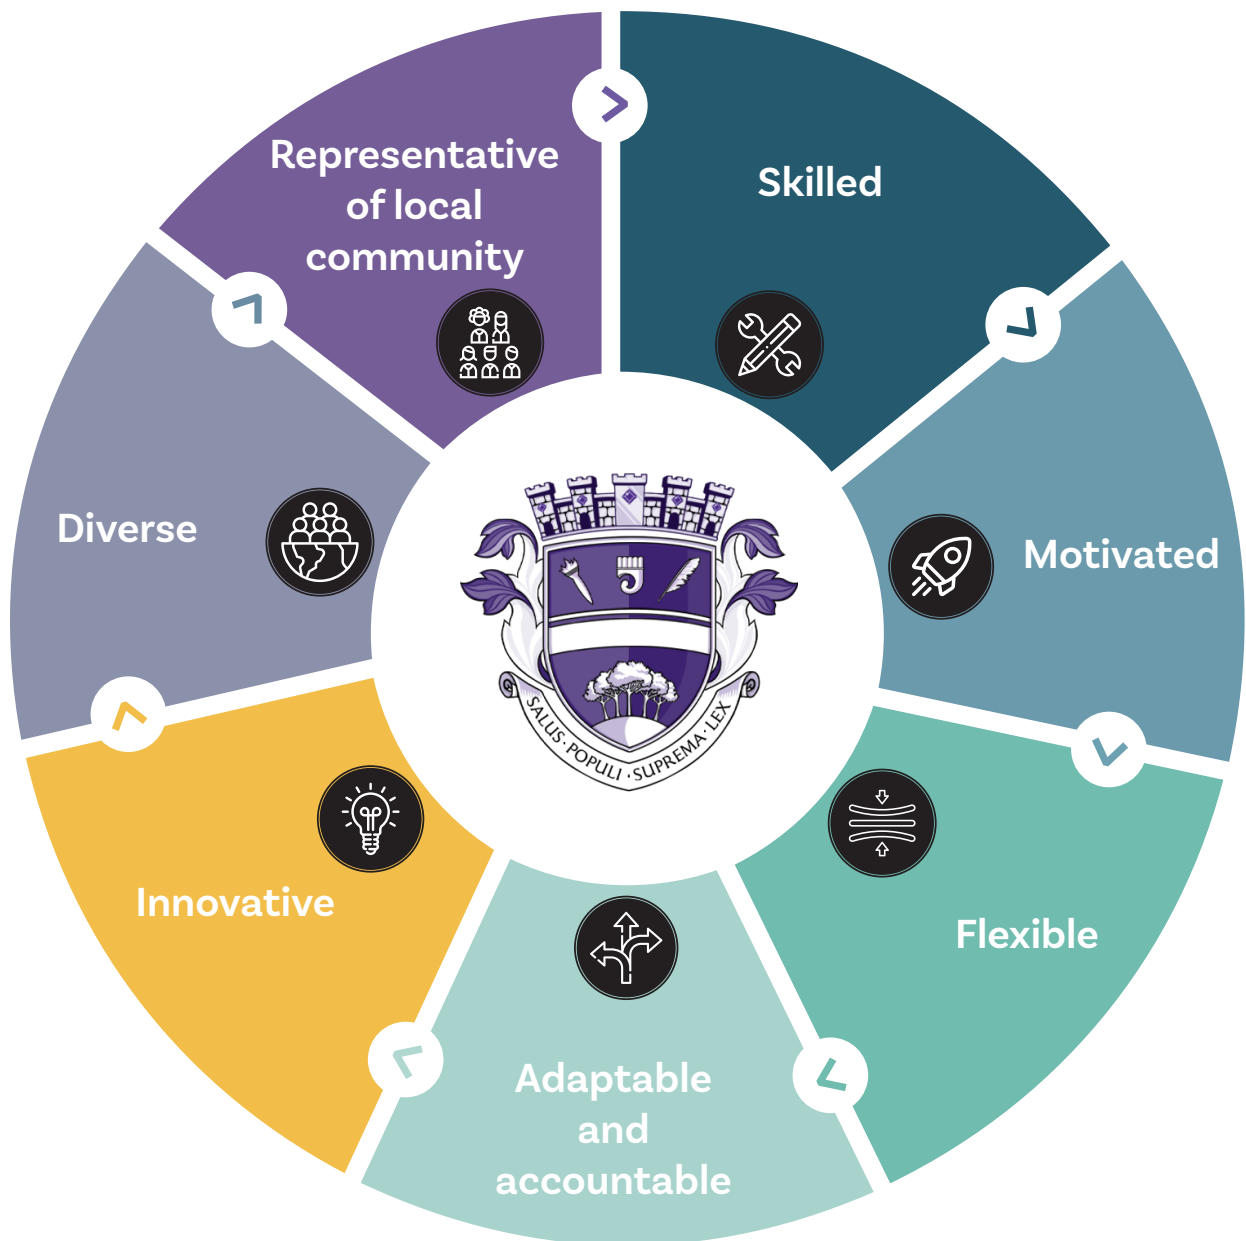 Representative
of local
community
Skilled
Motivated
Flexible
Adaptable
and
accountable
Innovative
Diverse
SALUS · POPULI · SUPREMA · LEX